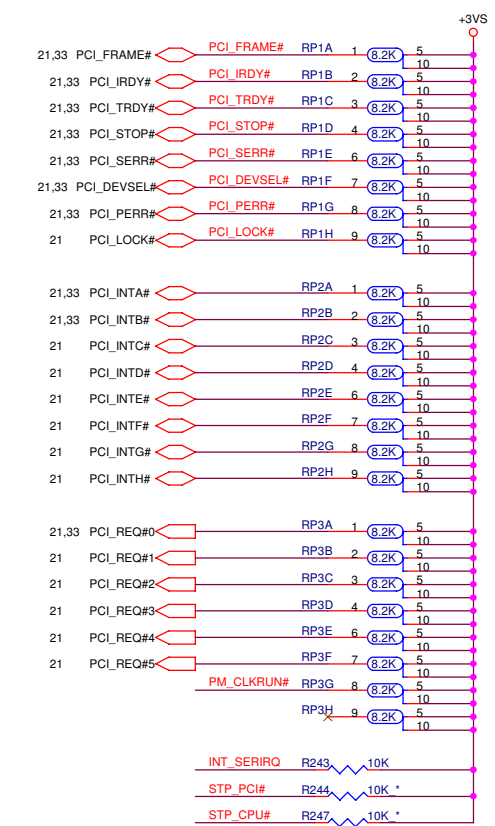 +3VS
21,33 PCI_FRAME# PCI_FRAME# RP1A 1 8.2K 5
10
21,33 PCI_IRDY# PCI_IRDY# RP1B 2 8.2K 5
10
21,33 PCI_TRDY# PCI_TRDY# RP1C 3 8.2K 5
10
21,33 PCI_STOP# PCI_STOP# RP1D 4 8.2K 5
10
21,33 PCI_SERR# PCI_SERR# RP1E 6 8.2K 5
10
21,33 PCI_DEVSEL# PCI_DEVSEL# RP1F 7 8.2K 5
10
21,33 PCI_PERR# PCI_PERR# RP1G 8 8.2K 5
10
21 PCI_LOCK# PCI_LOCK# RP1H 9 8.2K 5
10
21,33 PCI_INTA# RP2A 1 8.2K 5
10
21,33 PCI_INTB# RP2B 2 8.2K 5
10
21 PCI_INTC# RP2C 3 8.2K 5
10
21 PCI_INTD# RP2D 4 8.2K 5
10
21 PCI_INTE# RP2E 6 8.2K 5
10
21 PCI_INTF# RP2F 7 8.2K 5
10
21 PCI_INTG# RP2G 8 8.2K 5
10
21 PCI_INTH# RP2H 9 8.2K 5
10
21,33 PCI_REQ#0 RP3A 1 8.2K 5
10
21 PCI_REQ#1 RP3B 2 8.2K 5
10
21 PCI_REQ#2 RP3C 3 8.2K 5
10
21 PCI_REQ#3 RP3D 4 8.2K 5
10
21 PCI_REQ#4 RP3E 6 8.2K 5
10
21 PCI_REQ#5 RP3F 7 8.2K 5
10
PM_CLKRUN# RP3G 8 8.2K 5
10
RP3H 9 8.2K 5
10
INT_SERIRQ R243 10K
STP_PCI# R244 10K_*
STP_CPU# R247 10K_*